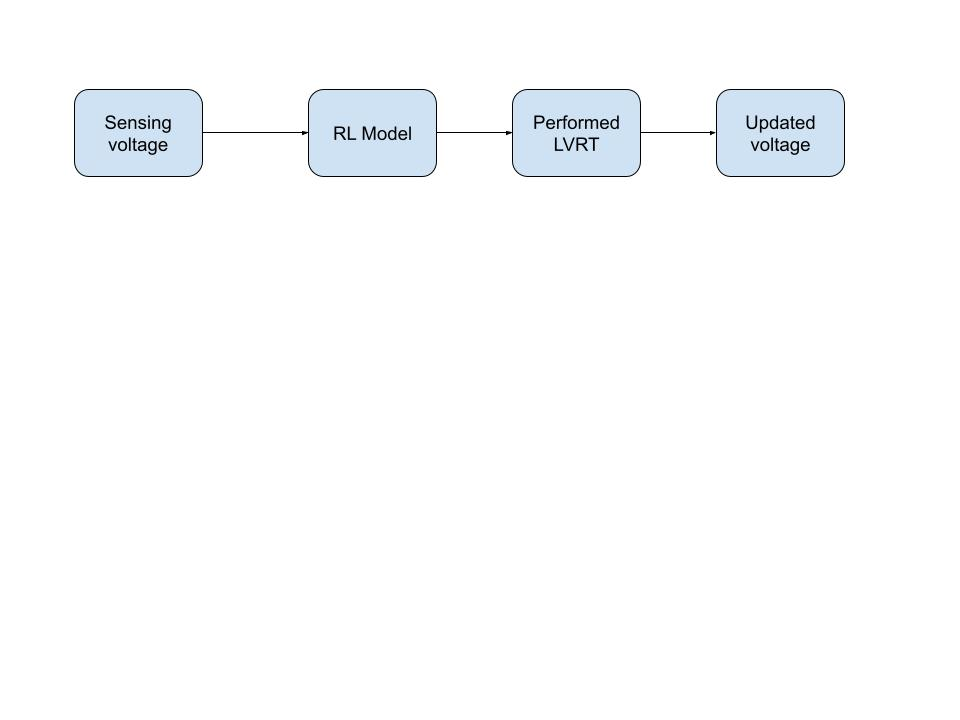 Sensing
voltage
RL Model
Performed
LVRT
Updated
voltage